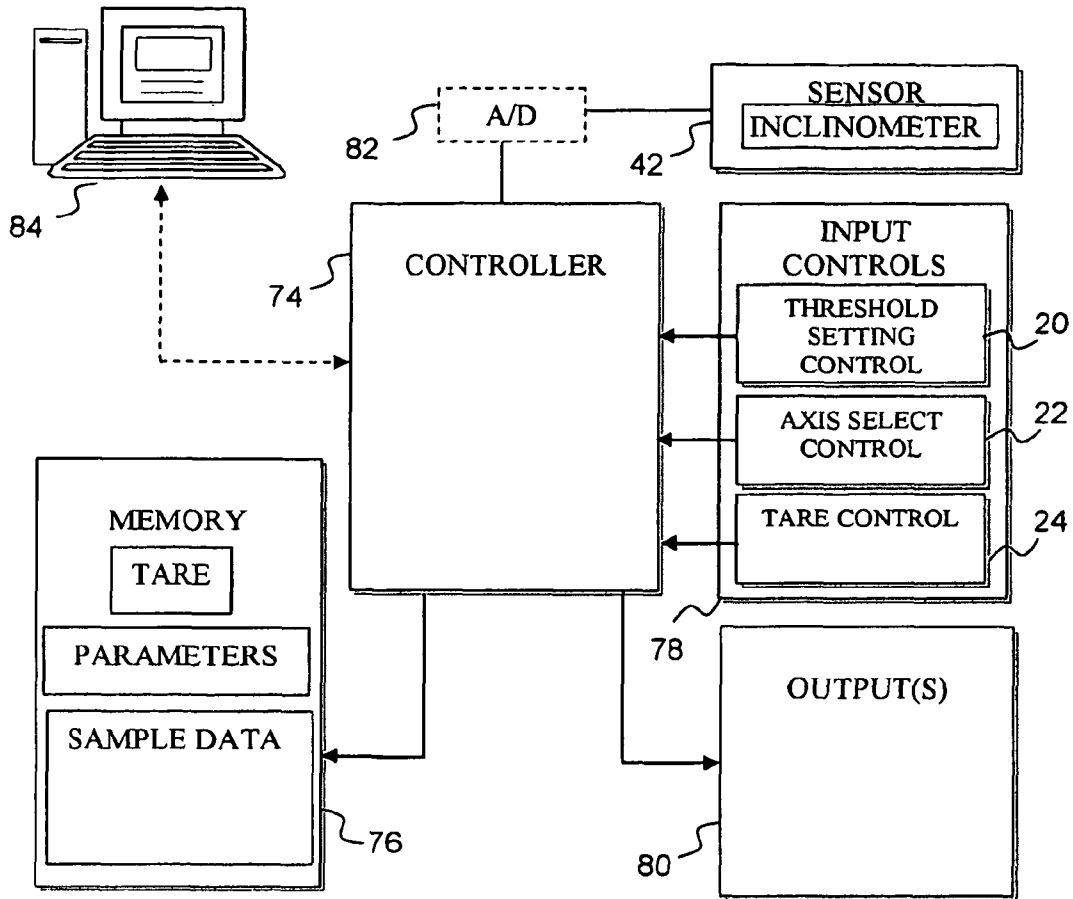 SENSOR
INCLINOMETER
A/D
82
42
84
CONTROLLER
74
INPUT
CONTROLS
THRESHOLD
SETTING
CONTROL
20
AXIS SELECT
CONTROL
22
TARE CONTROL
24
78
MEMORY
TARE
PARAMETERS
SAMPLE DATA
76
OUTPUT(S)
80